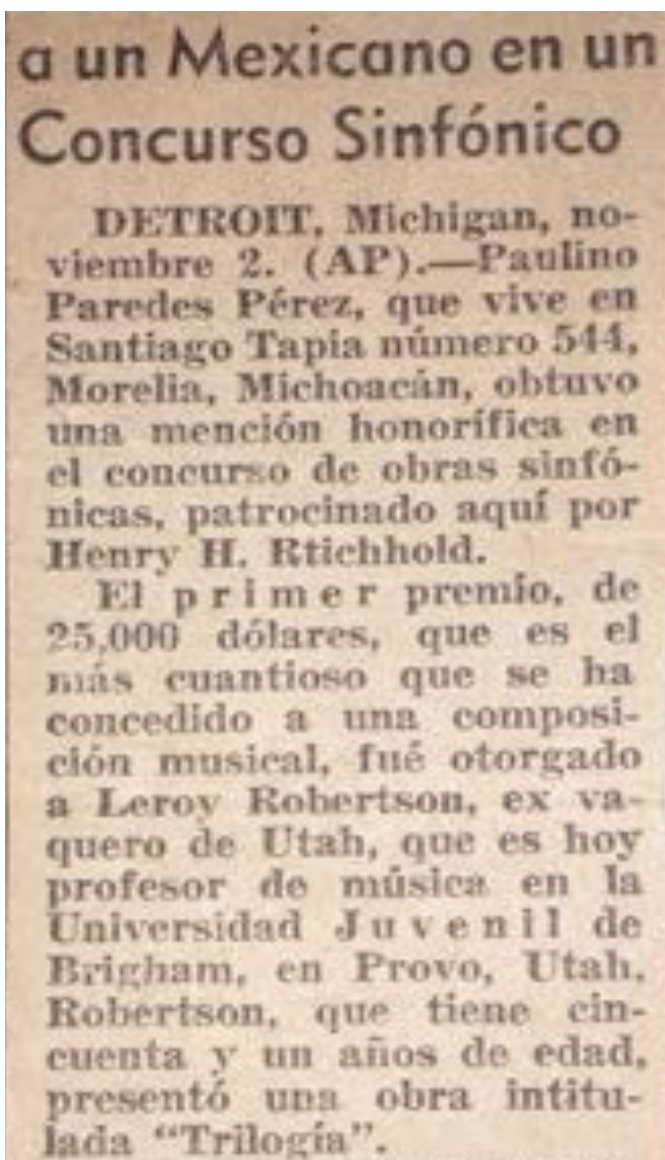 a un Mexicano en un
Concurso Sinfónico
DETROIT, Michigan, no-
viembre 2. (AP).—Paulino
Paredes Pérez, que vive en
Santiago Tapia número 544,
Morelia, Michoacán, obtuvo
una mención honorífica en
el concurso de obras sinfó-
nicas, patrocinado aquí por
Henry H. Rtichhold.
El primer premio, de
25,000 dólares, que es el
más cuantioso que se ha
concedido a una composi-
ción musical, fué otorgado
a Leroy Robertson, ex va-
quero de Utah, que es hoy
profesor de música en la
Universidad Juvenil de
Brigham, en Provo, Utah.
Robertson, que tiene cin-
cuenta y un años de edad,
presentó una obra intitu-
lada "Trilogía".